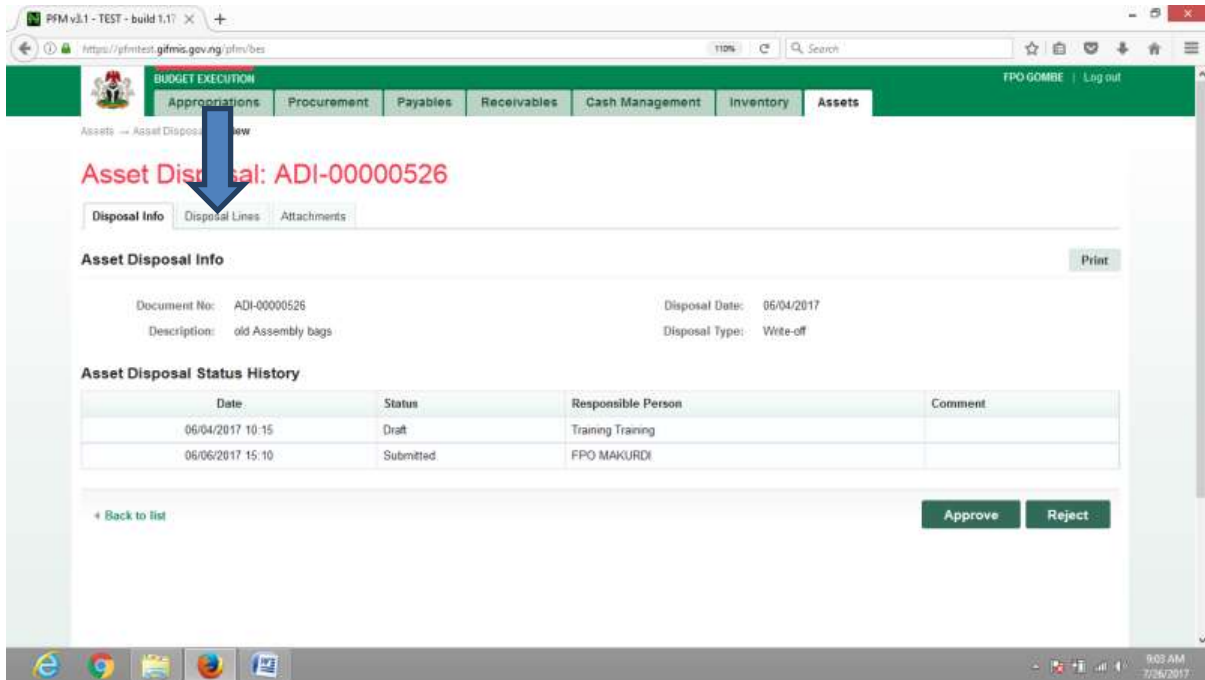 PFM v3.1 - TEST - build 1.17
https://pfmtest.gifmis.gov.ng/pfm/bes 110% Search
BUDGET EXECUTION FPO GOMBE | Log out
Appropriations Procurement Payables Receivables Cash Management Inventory Assets
Assets → Asset Disposal
Asset Disposal: ADI-00000526
Disposal Info Disposal Lines Attachments
Asset Disposal Info Print
Document No: ADI-00000526 Disposal Date: 06/04/2017
Description: old Assembly bags Disposal Type: Write-off
Asset Disposal Status History
Date Status Responsible Person Comment
06/04/2017 10:15 Draft Training Training
06/06/2017 15:10 Submitted FPO MAKURDI
Back to list Approve Reject
9:03 AM
7/26/2017